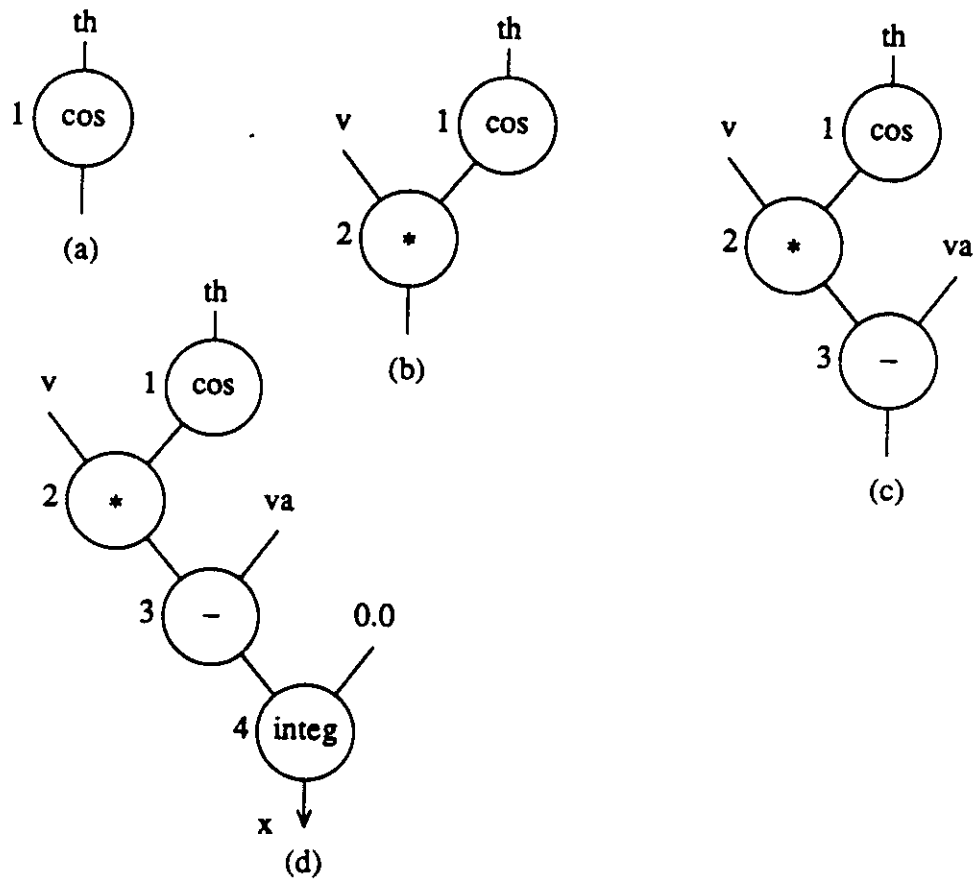 th
1 cos
(a)
th
v 1 cos
2 *
(b)
th
v 1 cos
2 *
va
3 –
(c)
th
v 1 cos
2 *
va
3 –
0.0
4 integ
x
(d)